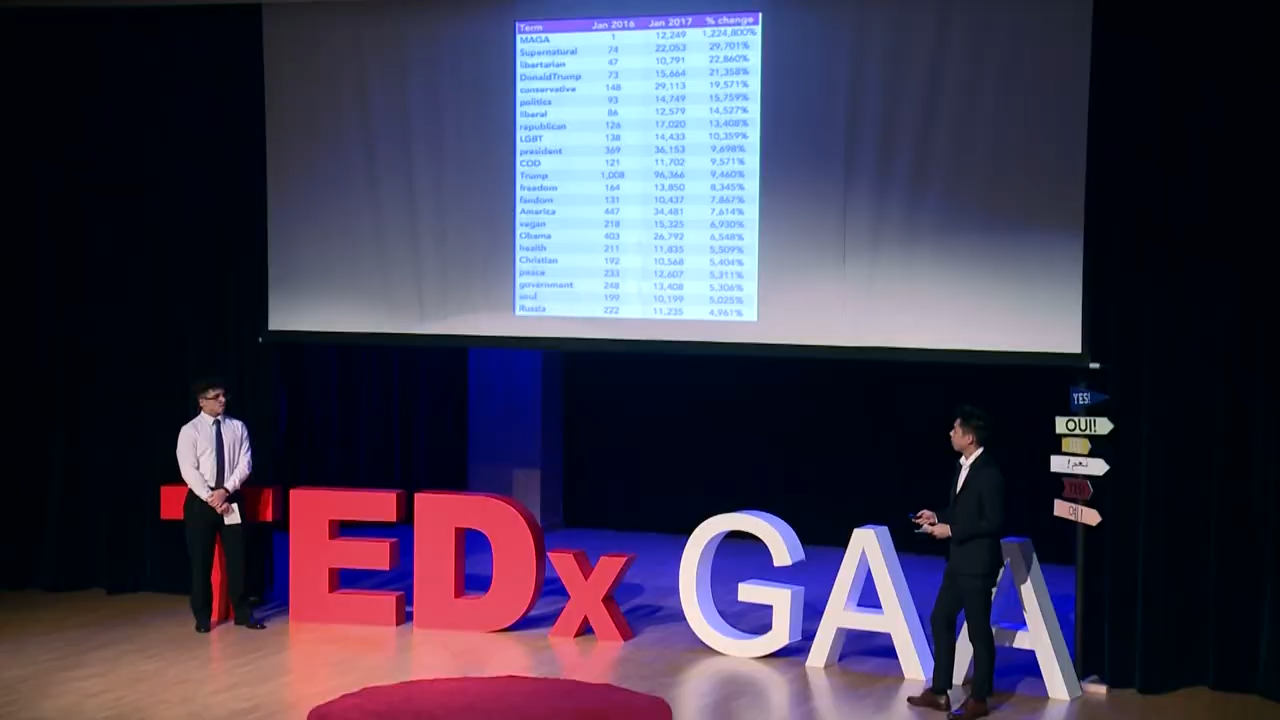 Term Jan 2016 Jan 2017 % change
MAGA 1 12,249 1,224,800%
Supernatural 74 22,053 29,701%
libertarian 47 10,791 22,860%
DonaldTrump 73 15,664 21,358%
conservative 148 29,113 19,571%
politics 93 14,749 15,759%
liberal 86 12,579 14,527%
republican 126 17,020 13,408%
LGBT 138 14,433 10,359%
president 369 36,153 9,698%
COD 121 11,702 9,571%
Trump 1,008 96,366 9,460%
freedom 164 13,850 8,345%
fandom 131 10,437 7,867%
America 447 34,481 7,614%
vegan 218 15,325 6,930%
Obama 403 26,792 6,548%
health 211 11,835 5,509%
Christian 192 10,568 5,404%
peace 233 12,607 5,311%
government 248 13,408 5,306%
soul 199 10,199 5,025%
Russia 222 11,235 4,961%
YES!
OUI!
نعم!
YES!
예!
TEDx GAA